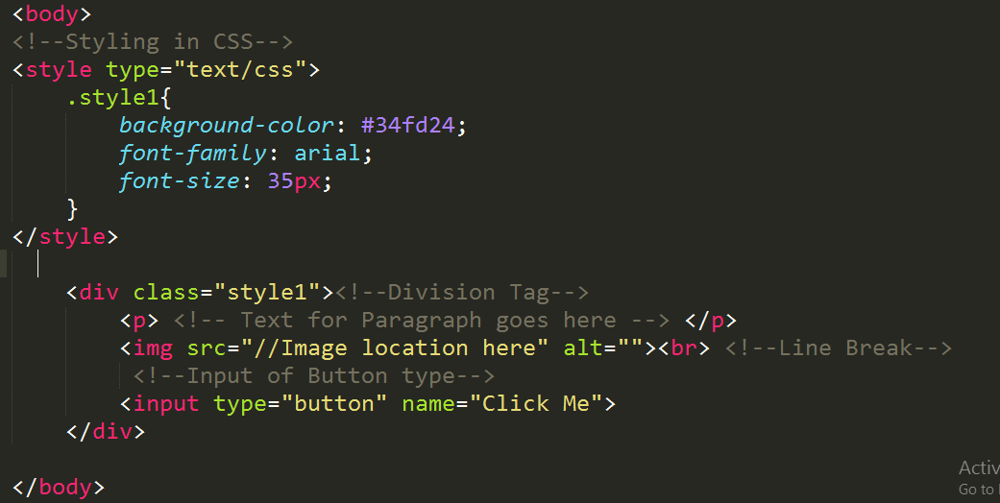 <body>
<!--Styling in CSS-->
<style type="text/css">
    .style1{
        background-color: #34fd24;
        font-family: arial;
        font-size: 35px;
    }
</style>
    <div class="style1"><!--Division Tag-->
        <p> <!-- Text for Paragraph goes here --> </p>
        <img src="//Image location here" alt=""><br> <!--Line Break-->
         <!--Input of Button type-->
        <input type="button" name="Click Me">
    </div>
Activ
</body>
Go to